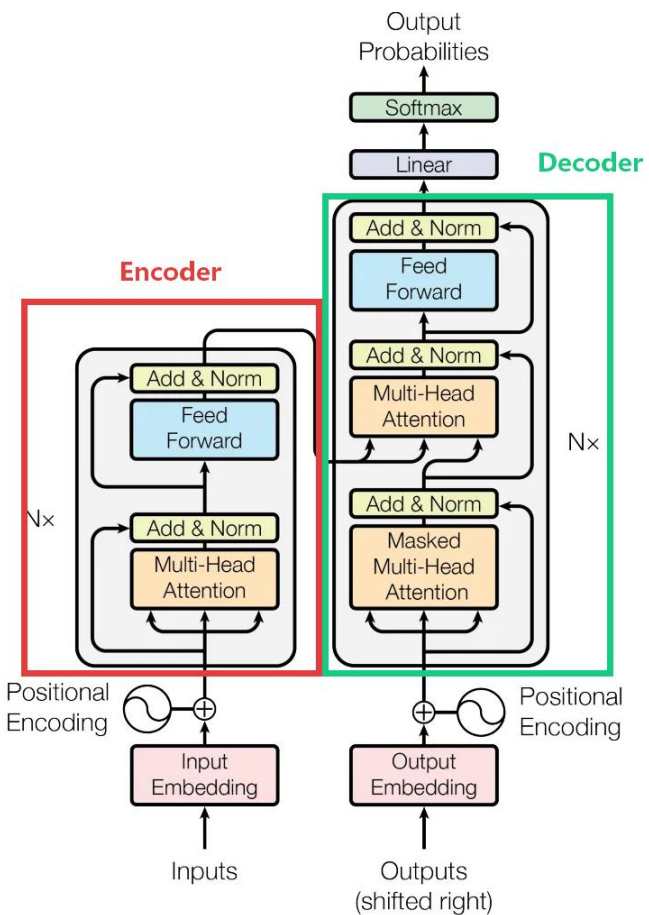 Output
Probabilities
Softmax
Linear
Decoder
Add & Norm
Feed
Forward
Add & Norm
Multi-Head
Attention
N×
Add & Norm
Masked
Multi-Head
Attention
Encoder
Add & Norm
Feed
Forward
N×
Add & Norm
Multi-Head
Attention
Positional
Encoding
Positional
Encoding
Input
Embedding
Output
Embedding
Inputs
Outputs
(shifted right)